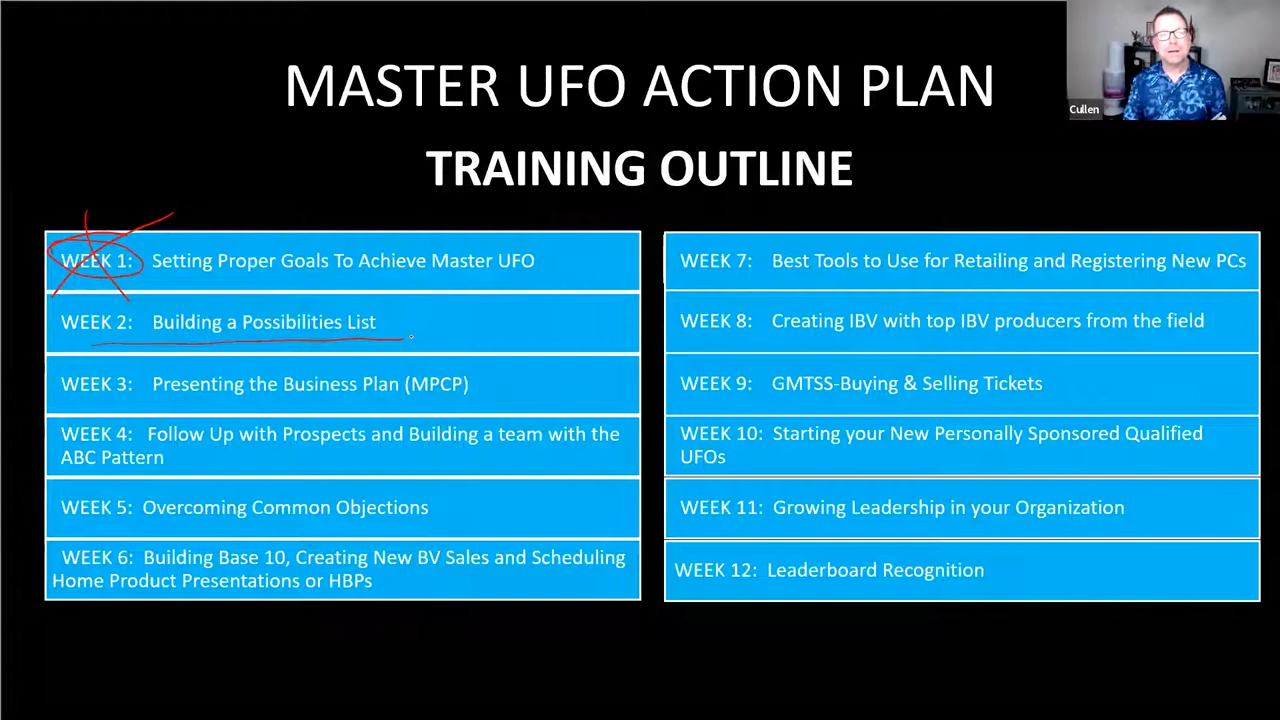 MASTER UFO ACTION PLAN
Cullen
TRAINING OUTLINE
WEEK 1: Setting Proper Goals To Achieve Master UFO
WEEK 2: Building a Possibilities List
WEEK 3: Presenting the Business Plan (MPCP)
WEEK 4: Follow Up with Prospects and Building a team with the
ABC Pattern
WEEK 5: Overcoming Common Objections
WEEK 6: Building Base 10, Creating New BV Sales and Scheduling
Home Product Presentations or HBPs
WEEK 7: Best Tools to Use for Retailing and Registering New PCs
WEEK 8: Creating IBV with top IBV producers from the field
WEEK 9: GMTSS-Buying & Selling Tickets
WEEK 10: Starting your New Personally Sponsored Qualified
UFOs
WEEK 11: Growing Leadership in your Organization
WEEK 12: Leaderboard Recognition